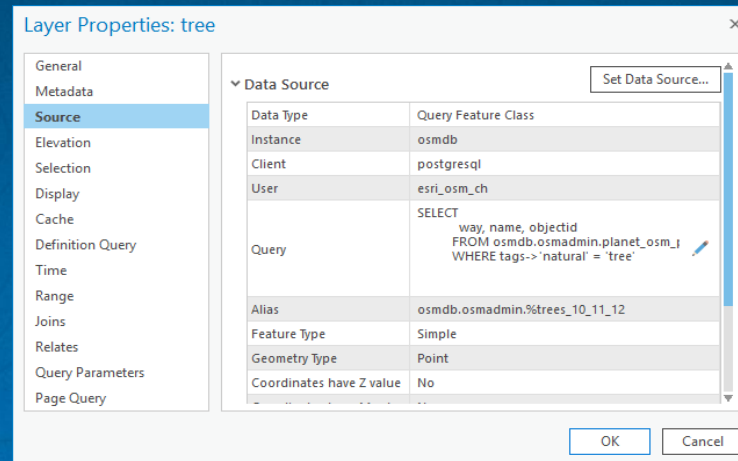 Layer Properties: tree
General
Metadata
Source
Elevation
Selection
Display
Cache
Definition Query
Time
Range
Joins
Relates
Query Parameters
Page Query
Data Source
Set Data Source...
Data Type Query Feature Class
Instance osmdb
Client postgresql
User esri_osm_ch
Query
SELECT
way, name, objectid
FROM osmdb.osmadmin.planet_osm_p
WHERE tags->'natural' = 'tree'
Alias osmdb.osmadmin.%trees_10_11_12
Feature Type Simple
Geometry Type Point
Coordinates have Z value No
OK
Cancel